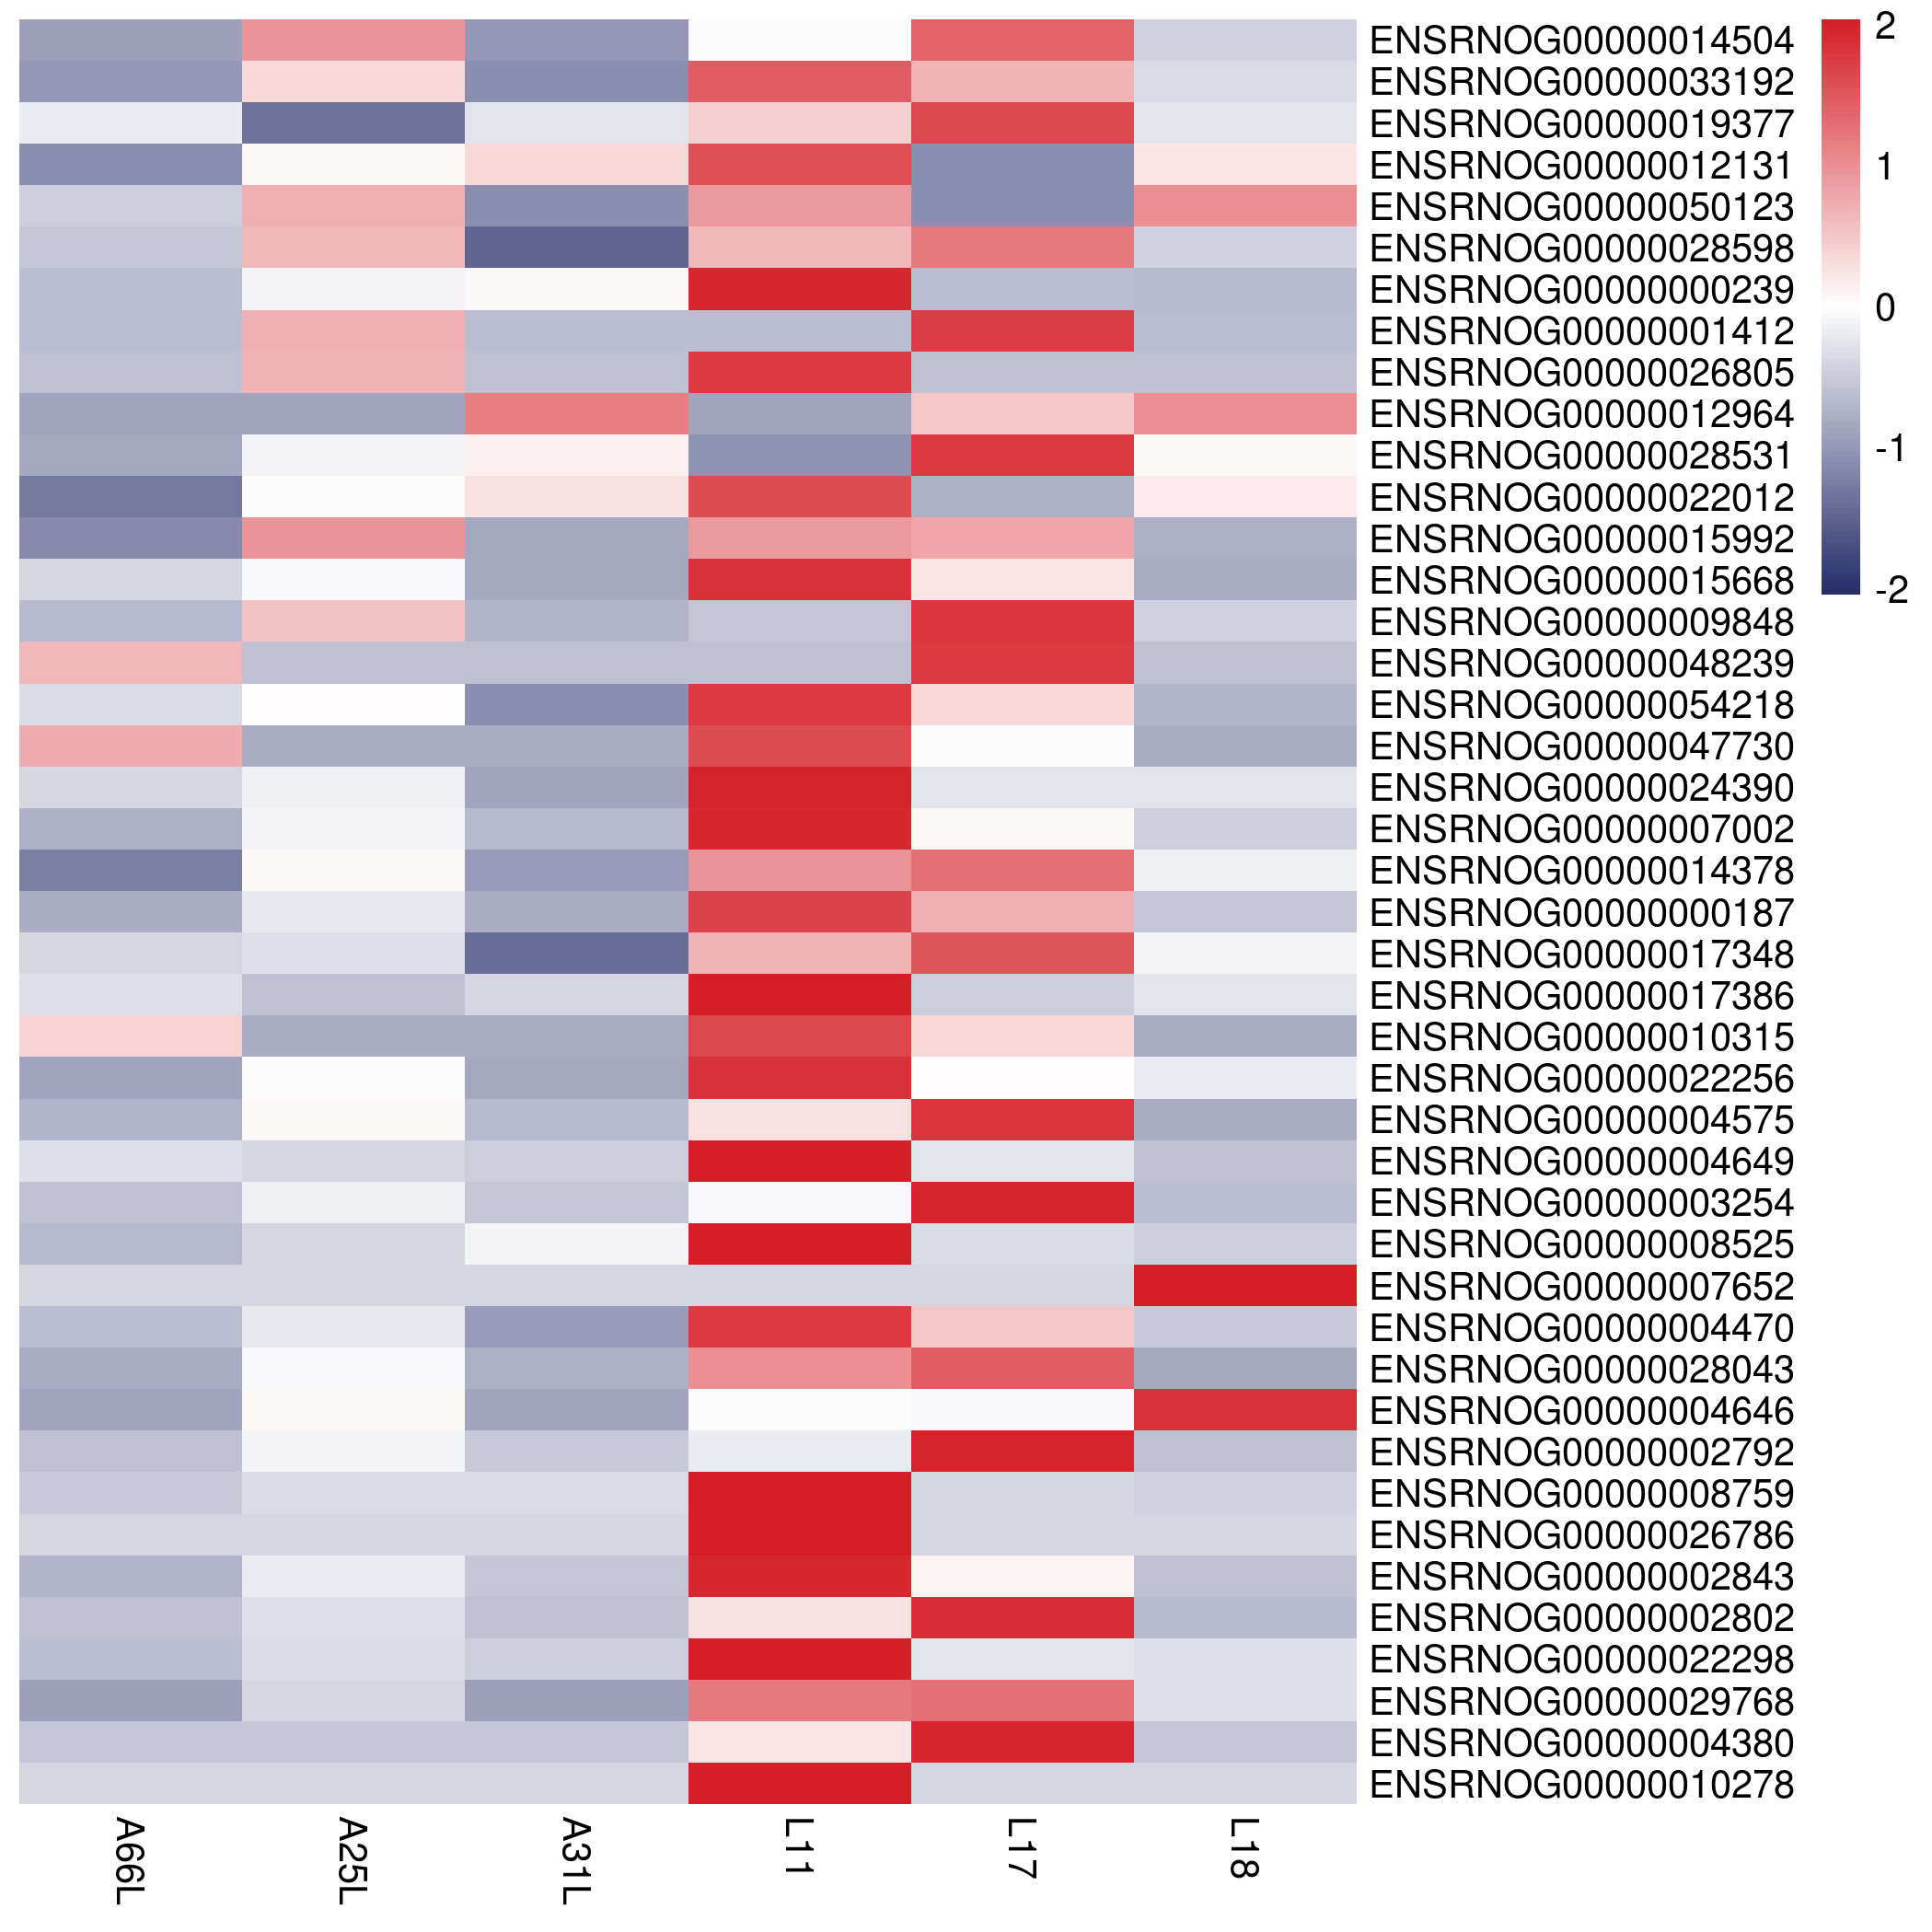 ENSRNOG00000014504
ENSRNOG00000033192
ENSRNOG00000019377
ENSRNOG00000012131
ENSRNOG00000050123
ENSRNOG00000028598
ENSRNOG00000000239
ENSRNOG00000001412
ENSRNOG00000026805
ENSRNOG00000012964
ENSRNOG00000028531
ENSRNOG00000022012
ENSRNOG00000015992
ENSRNOG00000015668
ENSRNOG00000009848
ENSRNOG00000048239
ENSRNOG00000054218
ENSRNOG00000047730
ENSRNOG00000024390
ENSRNOG00000007002
ENSRNOG00000014378
ENSRNOG00000000187
ENSRNOG00000017348
ENSRNOG00000017386
ENSRNOG00000010315
ENSRNOG00000022256
ENSRNOG00000004575
ENSRNOG00000004649
ENSRNOG00000003254
ENSRNOG00000008525
ENSRNOG00000007652
ENSRNOG00000004470
ENSRNOG00000028043
ENSRNOG00000004646
ENSRNOG00000002792
ENSRNOG00000008759
ENSRNOG00000026786
ENSRNOG00000002843
ENSRNOG00000002802
ENSRNOG00000022298
ENSRNOG00000029768
ENSRNOG00000004380
ENSRNOG00000010278
2
1
0
-1
-2
A66L
A25L
A31L
L11
L17
L18